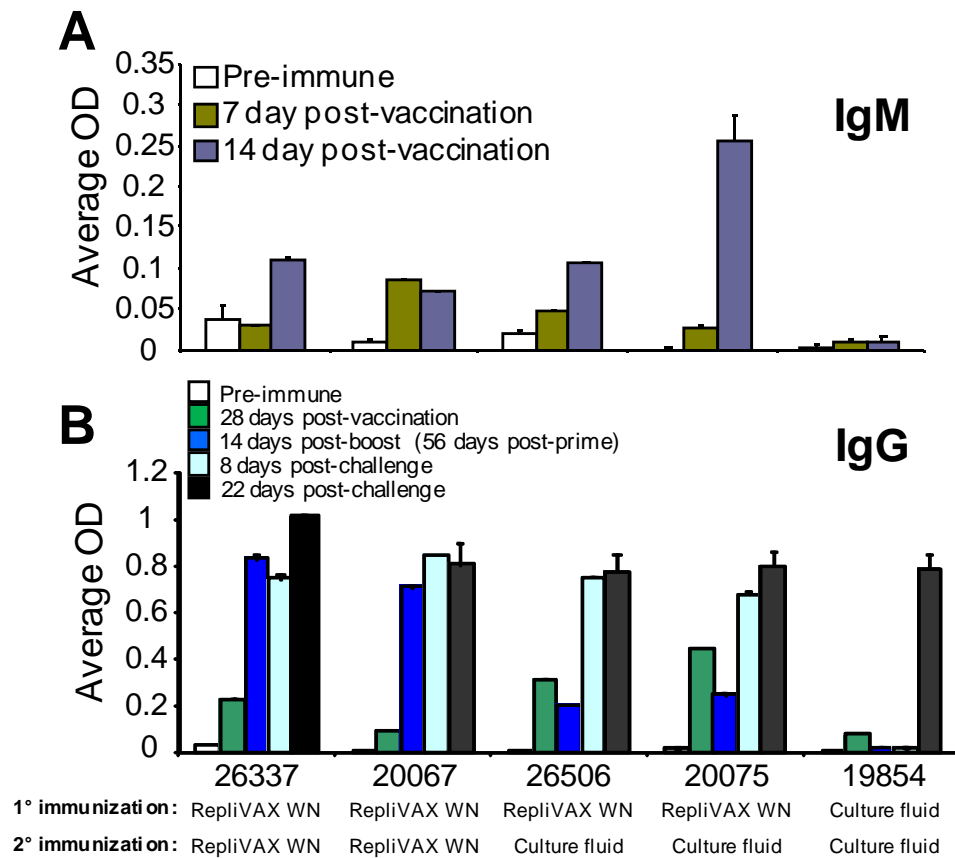 A
0.35
0.3
0.25
0.2
0.15
0.1
0.05
0
Average OD
Pre-immune
7 day post-vaccination
14 day post-vaccination
IgM
B
1.2
1
0.8
0.6
0.4
0.2
0
Average OD
Pre-immune
28 days post-vaccination
14 days post-boost (56 days post-prime)
8 days post-challenge
22 days post-challenge
IgG
26337 20067 26506 20075 19854
1° immunization: RepliVAX WN RepliVAX WN RepliVAX WN RepliVAX WN Culture fluid
2° immunization: RepliVAX WN RepliVAX WN Culture fluid Culture fluid Culture fluid